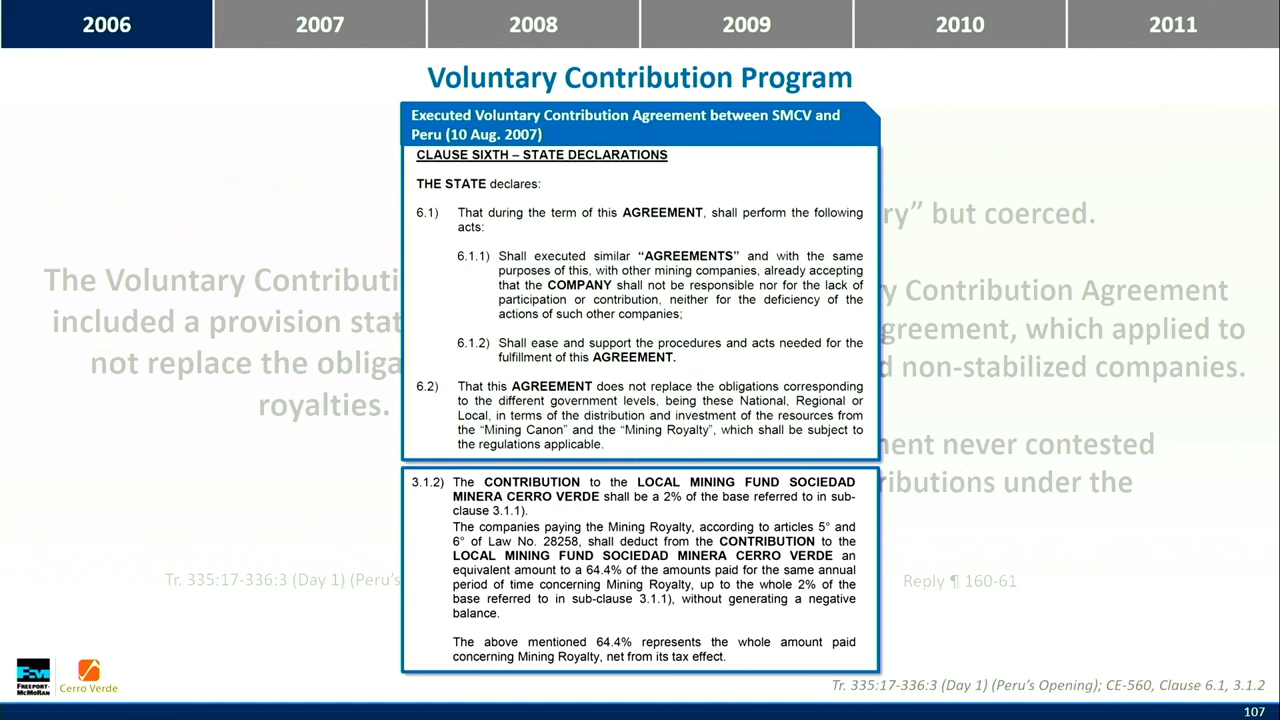 2006 2007 2008 2009 2010 2011
Voluntary Contribution Program
Executed Voluntary Contribution Agreement between SMCV and
Peru (10 Aug. 2007)
CLAUSE SIXTH – STATE DECLARATIONS
THE STATE declares:
6.1) That during the term of this AGREEMENT, shall perform the following
acts:
6.1.1) Shall executed similar “AGREEMENTS” and with the same
purposes of this, with other mining companies, already accepting
that the COMPANY shall not be responsible nor for the lack of
participation or contribution, neither for the deficiency of the
actions of such other companies;
6.1.2) Shall ease and support the procedures and acts needed for the
fulfillment of this AGREEMENT.
6.2) That this AGREEMENT does not replace the obligations corresponding
to the different government levels, being these National, Regional or
Local, in terms of the distribution and investment of the resources from
the “Mining Canon” and the “Mining Royalty”, which shall be subject to
the regulations applicable.
3.1.2) The CONTRIBUTION to the LOCAL MINING FUND SOCIEDAD
MINERA CERRO VERDE shall be a 2% of the base referred to in sub-
clause 3.1.1).
The companies paying the Mining Royalty, according to articles 5° and
6° of Law No. 28258, shall deduct from the CONTRIBUTION to the
LOCAL MINING FUND SOCIEDAD MINERA CERRO VERDE an
equivalent amount to a 64.4% of the amounts paid for the same annual
period of time concerning Mining Royalty, up to the whole 2% of the
base referred to in sub-clause 3.1.1), without generating a negative
balance.
The above mentioned 64.4% represents the whole amount paid
concerning Mining Royalty, net from its tax effect.
The Voluntary Contributi
included a provision stat
not replace the obliga
royalties.
Tr. 335:17-336:3 (Day 1) (Peru’s
ry” but coerced.
y Contribution Agreement
greement, which applied to
d non-stabilized companies.
ment never contested
ributions under the
Reply ¶ 160-61
FREEPORT-
McMoRAN
Cerro Verde
Tr. 335:17-336:3 (Day 1) (Peru’s Opening); CE-560, Clause 6.1, 3.1.2
107